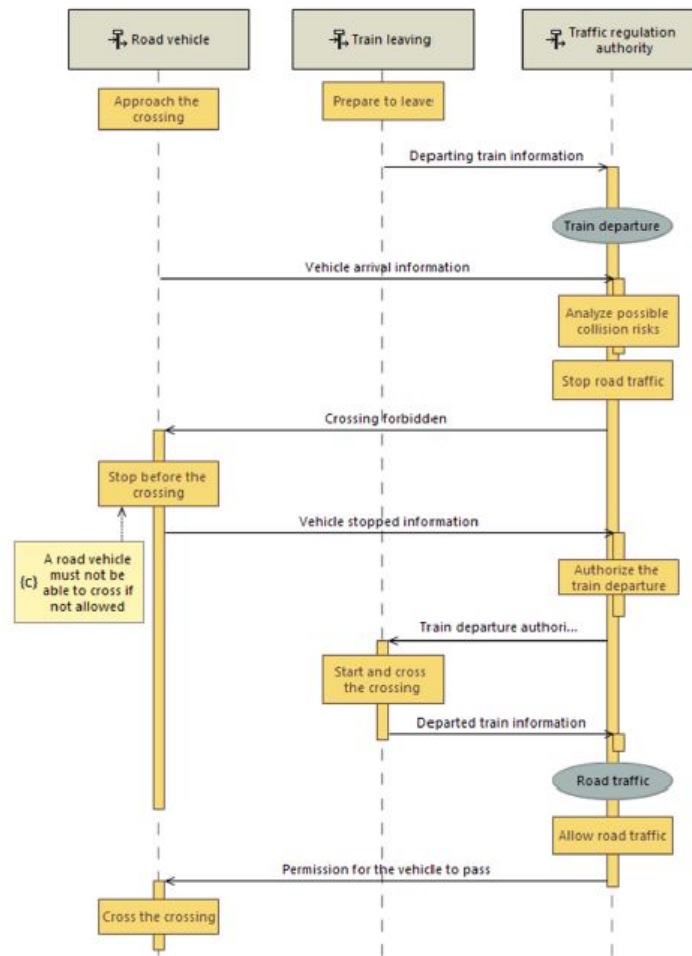 Road vehicle
Train leaving
Traffic regulation
authority
Approach the
crossing
Prepare to leave
Departing train information
Train departure
Vehicle arrival information
Analyze possible
collision risks
Stop road traffic
Crossing forbidden
Stop before the
crossing
Vehicle stopped information
{c}
A road vehicle
must not be
able to cross if
not allowed
Authorize the
train departure
Train departure authori...
Start and cross
the crossing
Departed train information
Road traffic
Allow road traffic
Permission for the vehicle to pass
Cross the crossing